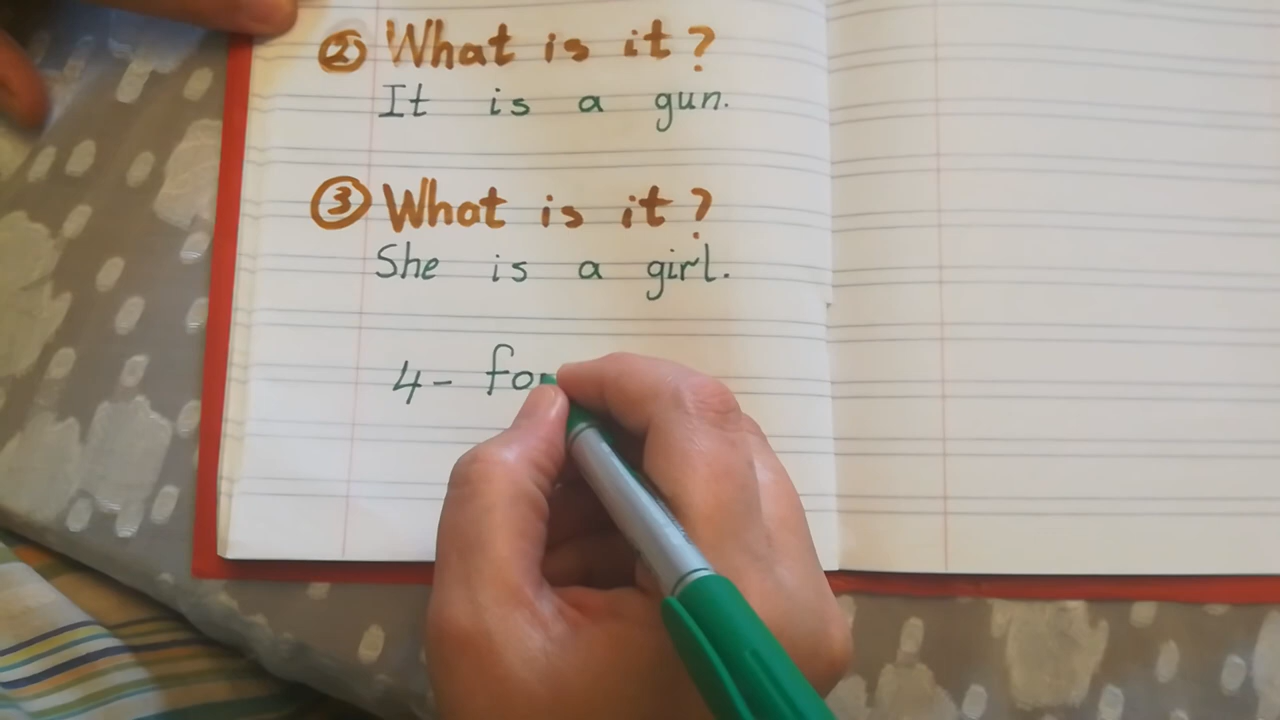 ② What is it?
It is a gun.
③ What is it?
She is a girl.
4- fo